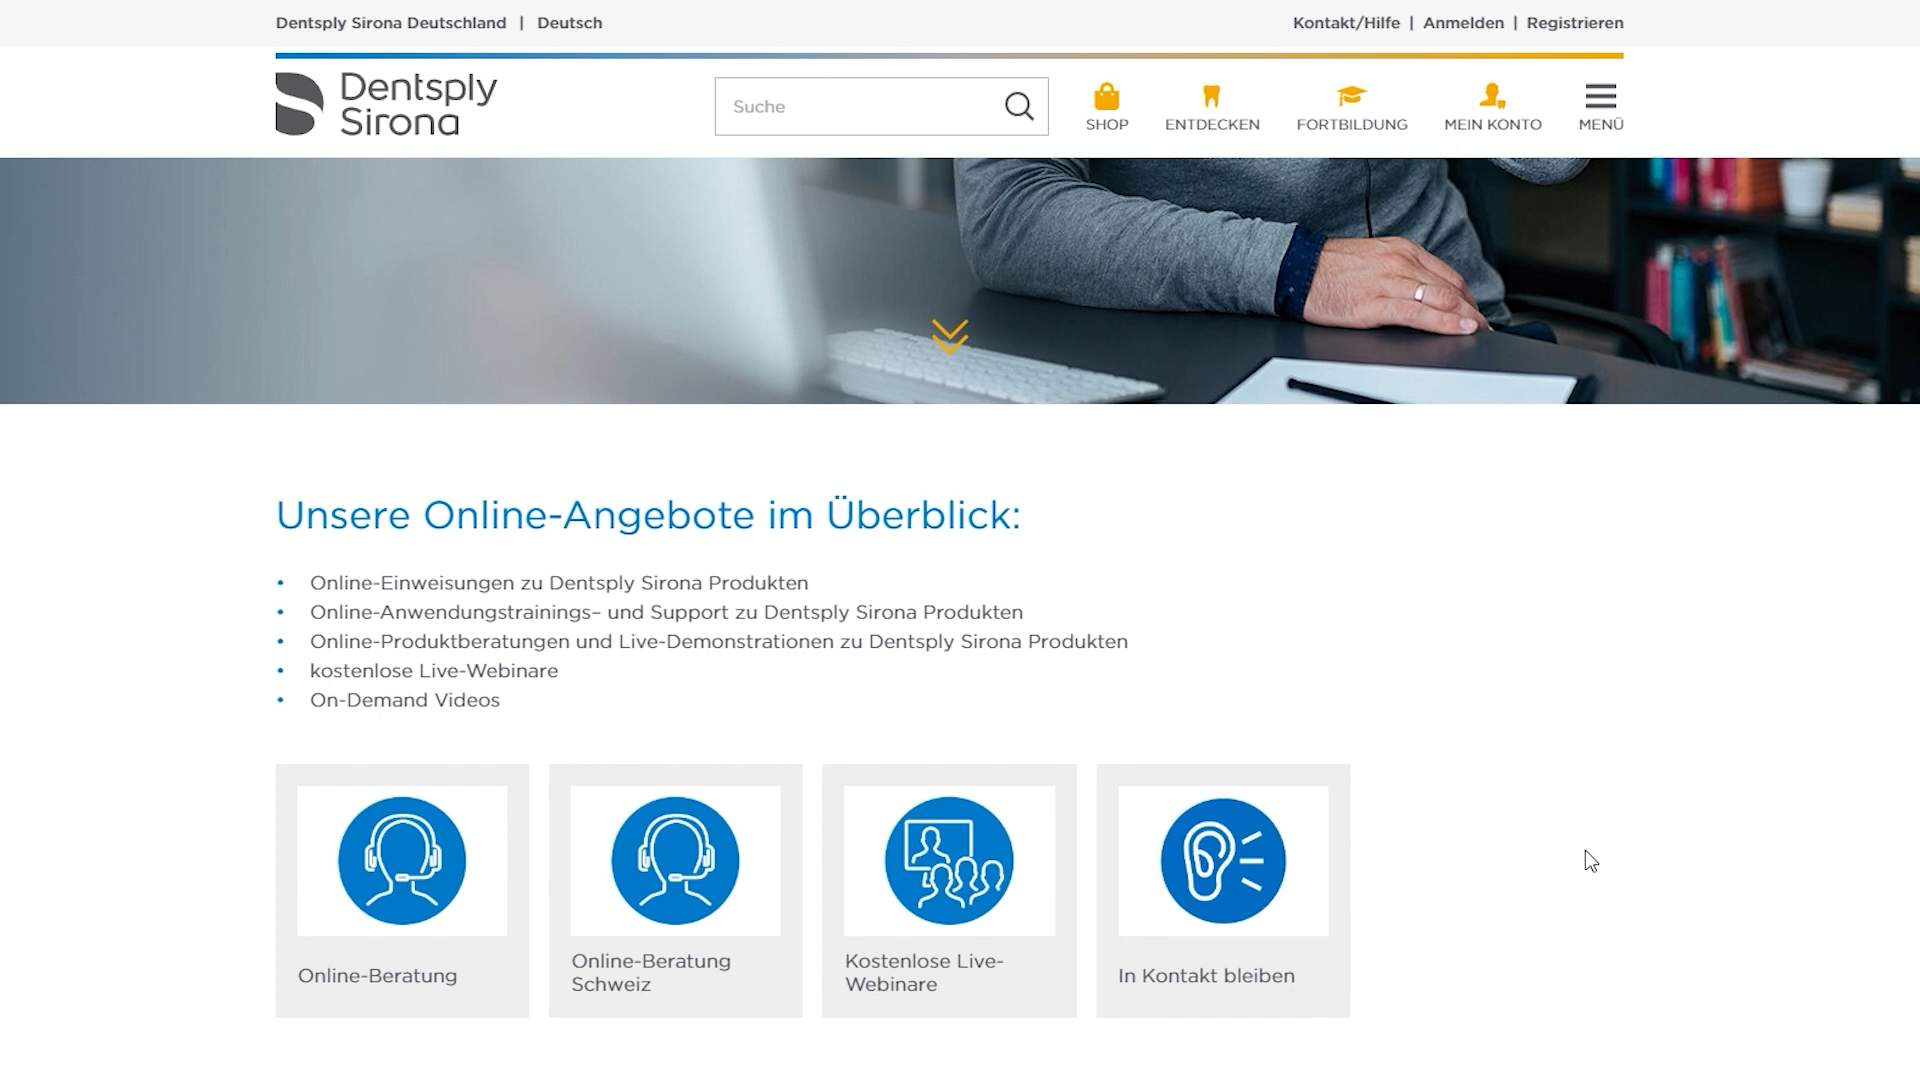 Dentsply Sirona Deutschland | Deutsch
Kontakt/Hilfe | Anmelden | Registrieren
Dentsply
Sirona
Suche
SHOP
ENTDECKEN
FORTBILDUNG
MEIN KONTO
MENÜ
Unsere Online-Angebote im Überblick:
• Online-Einweisungen zu Dentsply Sirona Produkten
• Online-Anwendungstrainings– und Support zu Dentsply Sirona Produkten
• Online-Produktberatungen und Live-Demonstrationen zu Dentsply Sirona Produkten
• kostenlose Live-Webinare
• On-Demand Videos
Online-Beratung
Online-Beratung
Schweiz
Kostenlose Live-
Webinare
In Kontakt bleiben